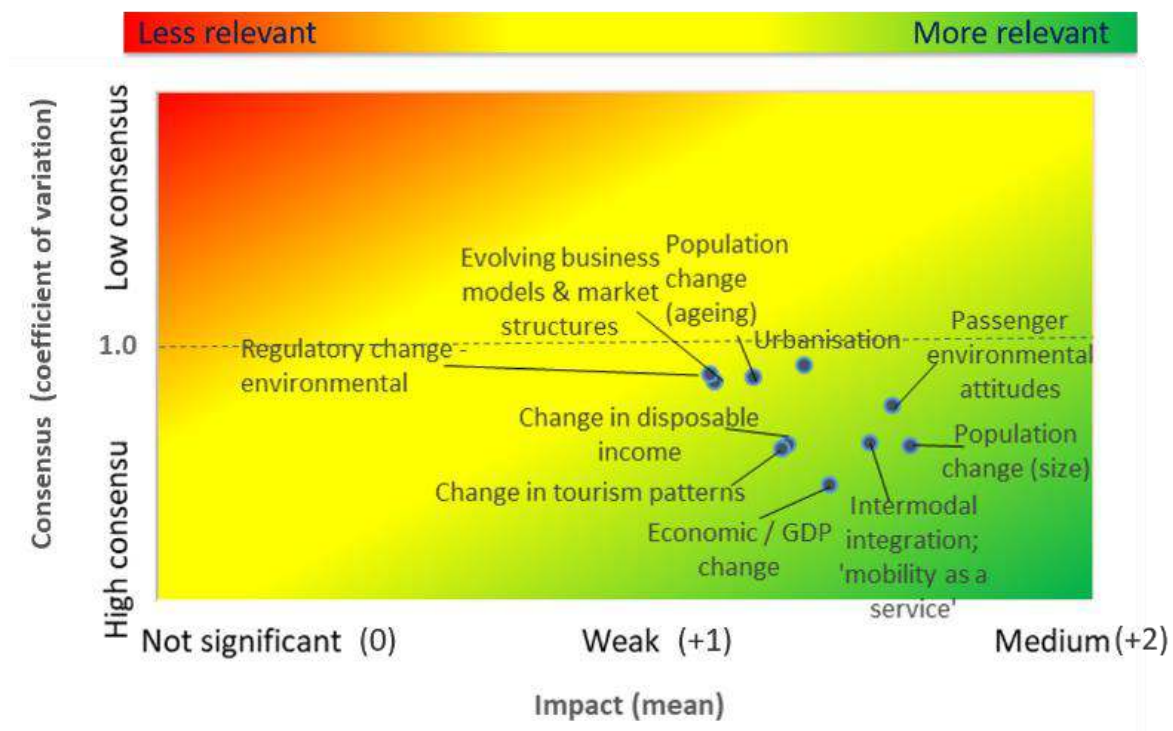 Less relevant
More relevant
Consensus (coefficient of variation)
Low consensus
1.0
High consensu
Evolving business
models & market
structures
Population
change
(ageing)
Urbanisation
Passenger
environmental
attitudes
Regulatory change -
environmental
Change in disposable
income
Change in tourism patterns
Economic / GDP
change
Population
change (size)
Intermodal
integration;
'mobility as a
service'
Not significant (0)
Weak (+1)
Medium (+2)
Impact (mean)